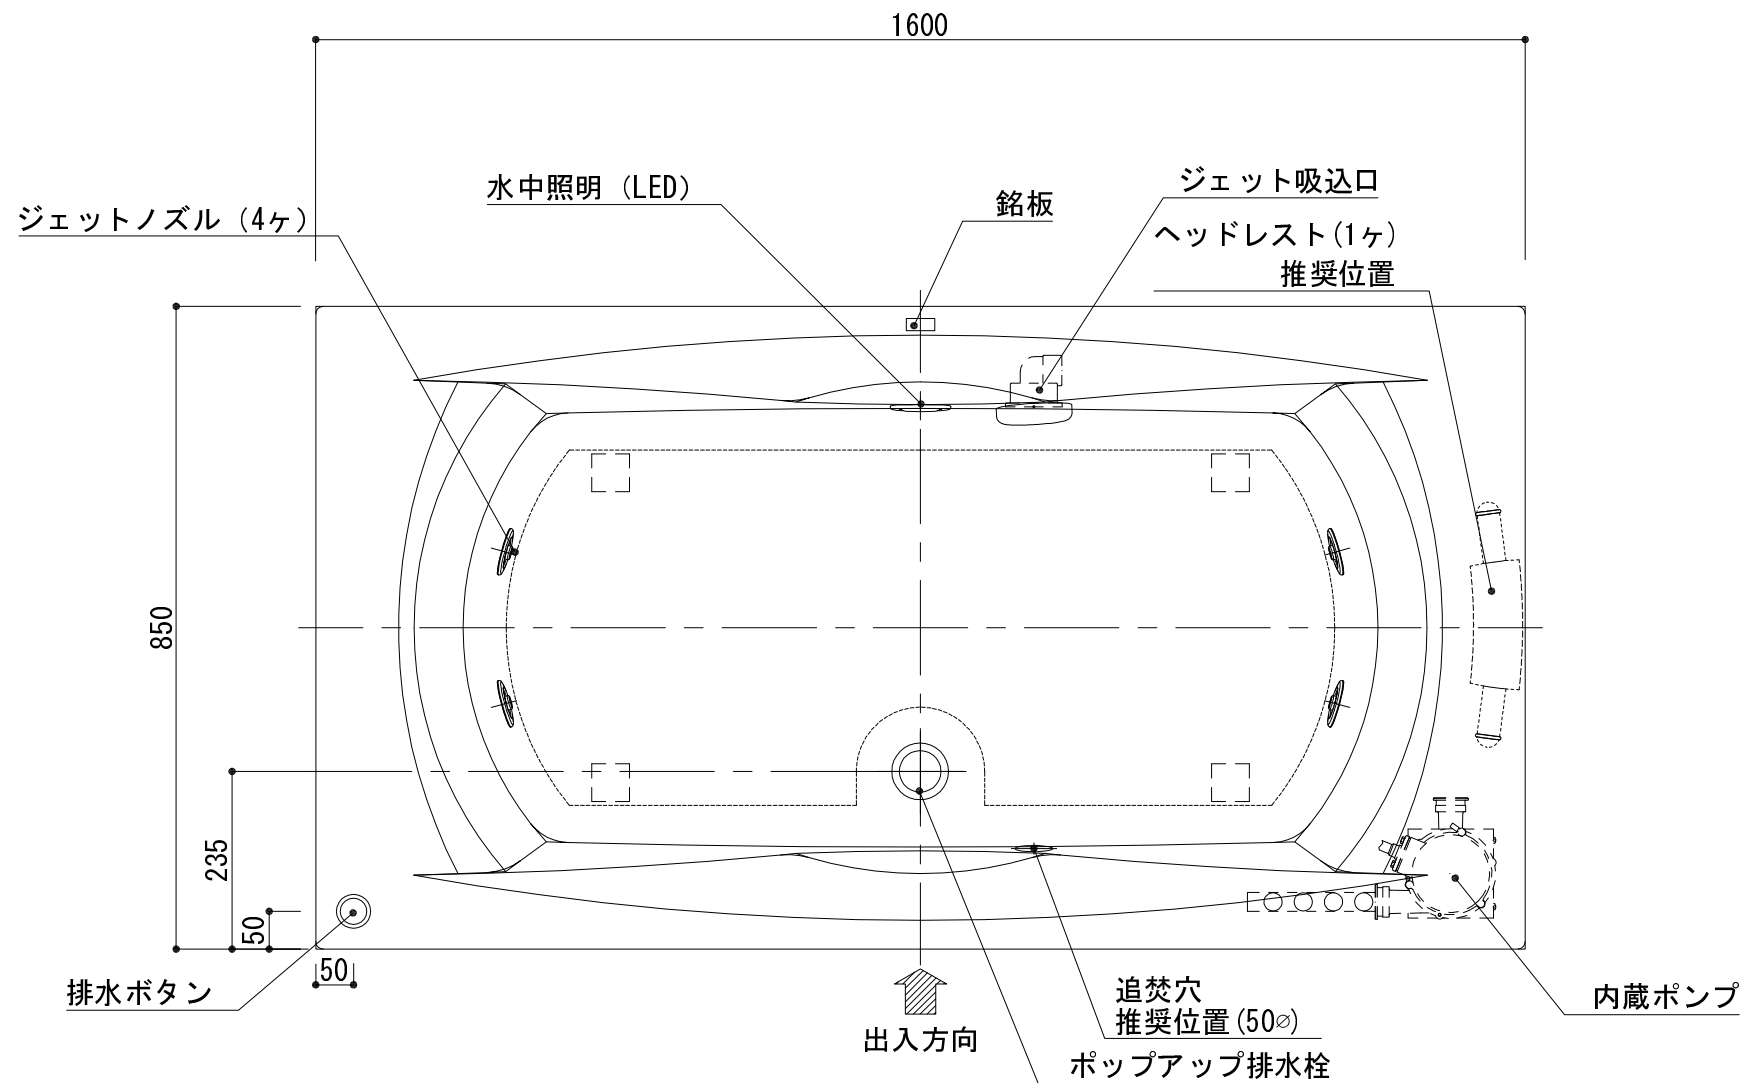 1600
水中照明 (LED)
ジェット吸込口
銘板
ジェットノズル (4ヶ)
ヘッドレスト(1ヶ)
推奨位置
850
235
50
50
排水ボタン
追焚穴
推奨位置(50∅)
内蔵ポンプ
出入方向
ポップアップ排水栓